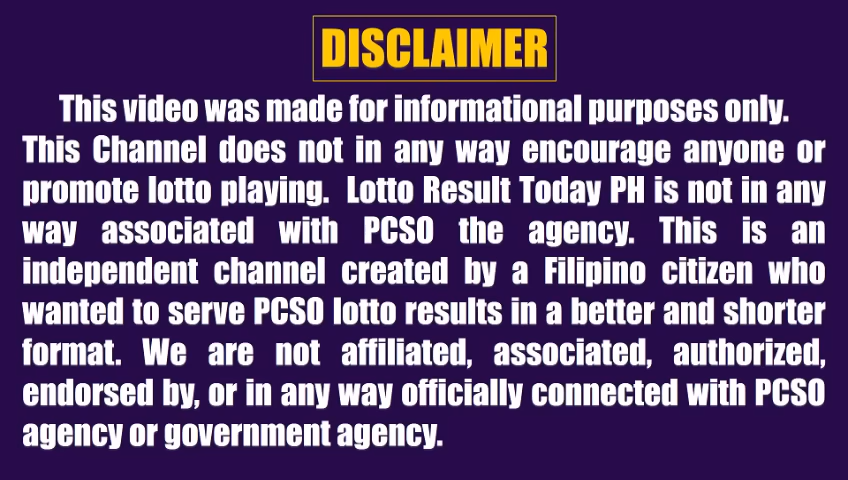 DISCLAIMER
This video was made for informational purposes only.
This Channel does not in any way encourage anyone or
promote lotto playing. Lotto Result Today PH is not in any
way associated with PCSO the agency. This is an
independent channel created by a Filipino citizen who
wanted to serve PCSO lotto results in a better and shorter
format. We are not affiliated, associated, authorized,
endorsed by, or in any way officially connected with PCSO
agency or government agency.